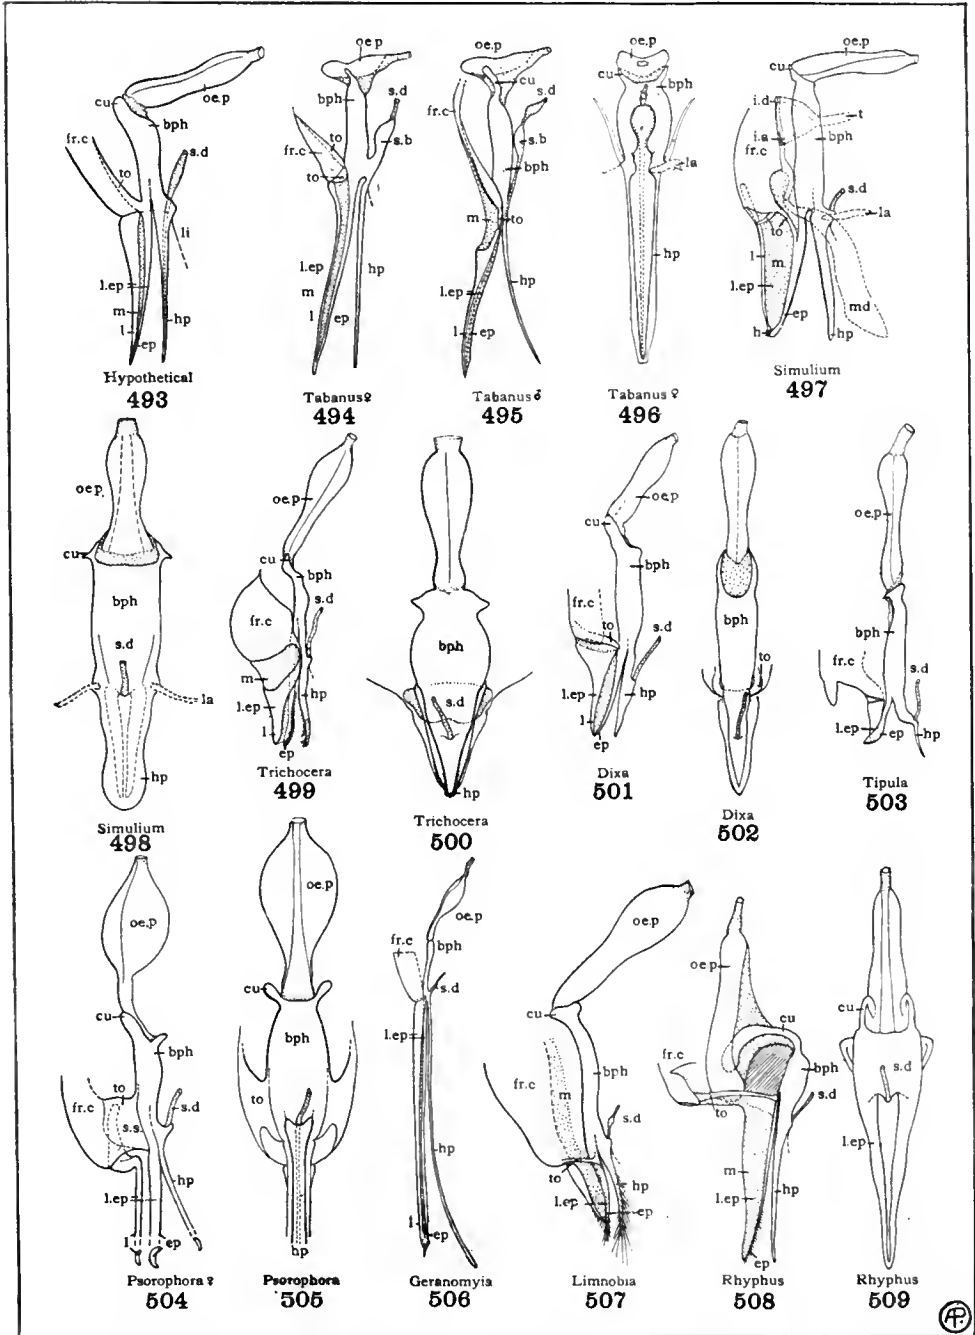 oe.p
cu
bph
fr.c
to
s.d
li
l.ep
m
l
hp
ep
Hypothetical
493
oe.p
bph
s.d
to
fr.c
s.b
to
l.ep
m
l
ep
hp
Tabanus♀
494
oe.p
cu
s.d
fr.c
s.b
bph
m
to
l.ep
hp
l
ep
Tabanus♂
495
oe.p
cu
bph
la
hp
Tabanus ♀
496
oe.p
cu
i.d
t
i.a
bph
fr.c
s.d
la
to
l
m
l.ep
ep
md
h
hp
Simulium
497
oe.p.
cu
bph
s.d
la
hp
Simulium
498
oe.p
cu
bph
s.d
fr.c
m
l.ep
hp
l
ep
Trichocera
499
bph
s.d
hp
Trichocera
500
oe.p
cu
bph
fr.c
to
s.d
l.ep
hp
l
ep
Dixa
501
bph
to
Dixa
502
oe.p
bph
fr.c
s.d
l.ep
ep
hp
Tipula
503
oe.p
cu
bph
to
fr.c
s.s.
s.d
l.ep
hp
l
ep
Psorophora ♀
504
oe.p
cu
bph
to
hp
Psorophora
505
oe.p
fr.c
bph
s.d
l.ep
hp
l
ep
Geranomyia
506
oe.p
cu
fr.c
m
bph
s.d
to
l.ep
hp
ep
Limnobia
507
oe p
cu
fr.c
bph
to
s.d
m
l.ep
hp
ep
Rhyphus
508
cu
s.d
l.ep
Rhyphus
509
AP.